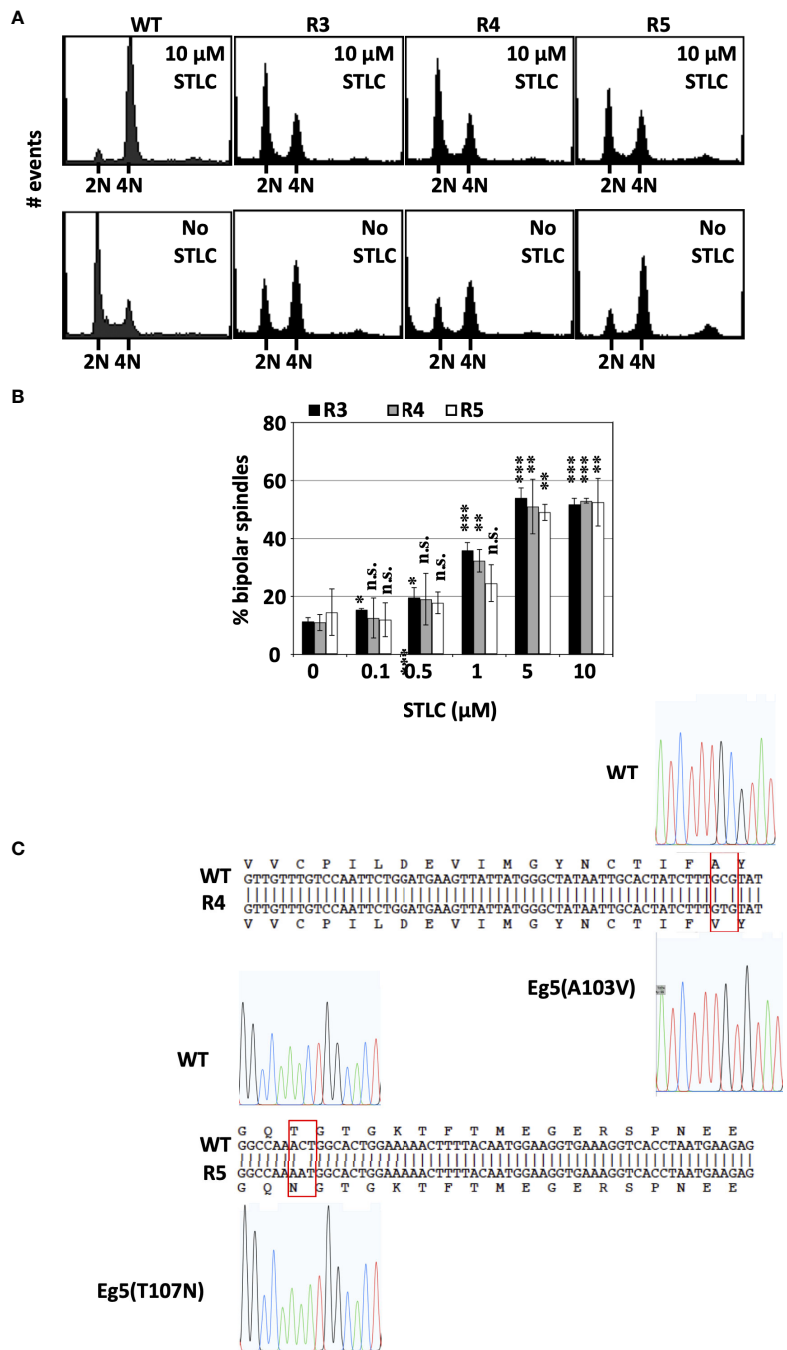 A
WT R3 R4 R5
10 µM STLC
10 µM STLC
10 µM STLC
10 µM STLC
# events
2N 4N 2N 4N 2N 4N 2N 4N
No STLC
No STLC
No STLC
No STLC
2N 4N 2N 4N 2N 4N 2N 4N
B
R3 R4 R5
80
60
40
20
0
% bipolar spindles
* n.s. n.s.
* n.s. n.s.
*** ** n.s.
*** ** **
*** *** **
***
0 0.1 0.5 1 5 10
STLC (µM)
WT
C
V V C P I L D E V I M G Y N C T I F A Y
WT GTTGTTTGTCCAATTCTGGATGAAGTTATTATGGGCTATAATTGCACTATCTTTGCGTAT
R4 GTTGTTTGTCCAATTCTGGATGAAGTTATTATGGGCTATAATTGCACTATCTTTGTGTAT
V V C P I L D E V I M G Y N C T I F V Y
Eg5(A103V)
WT
G Q T G T G K T F T M E G E R S P N E E
WT GGCCAAACTGGCACTGGAAAAACTTTTACAATGGAAGGTGAAAGGTCACCTAATGAAGAG
R5 GGCCAAAATGGCACTGGAAAAACTTTTACAATGGAAGGTGAAAGGTCACCTAATGAAGAG
G Q N G T G K T F T M E G E R S P N E E
Eg5(T107N)